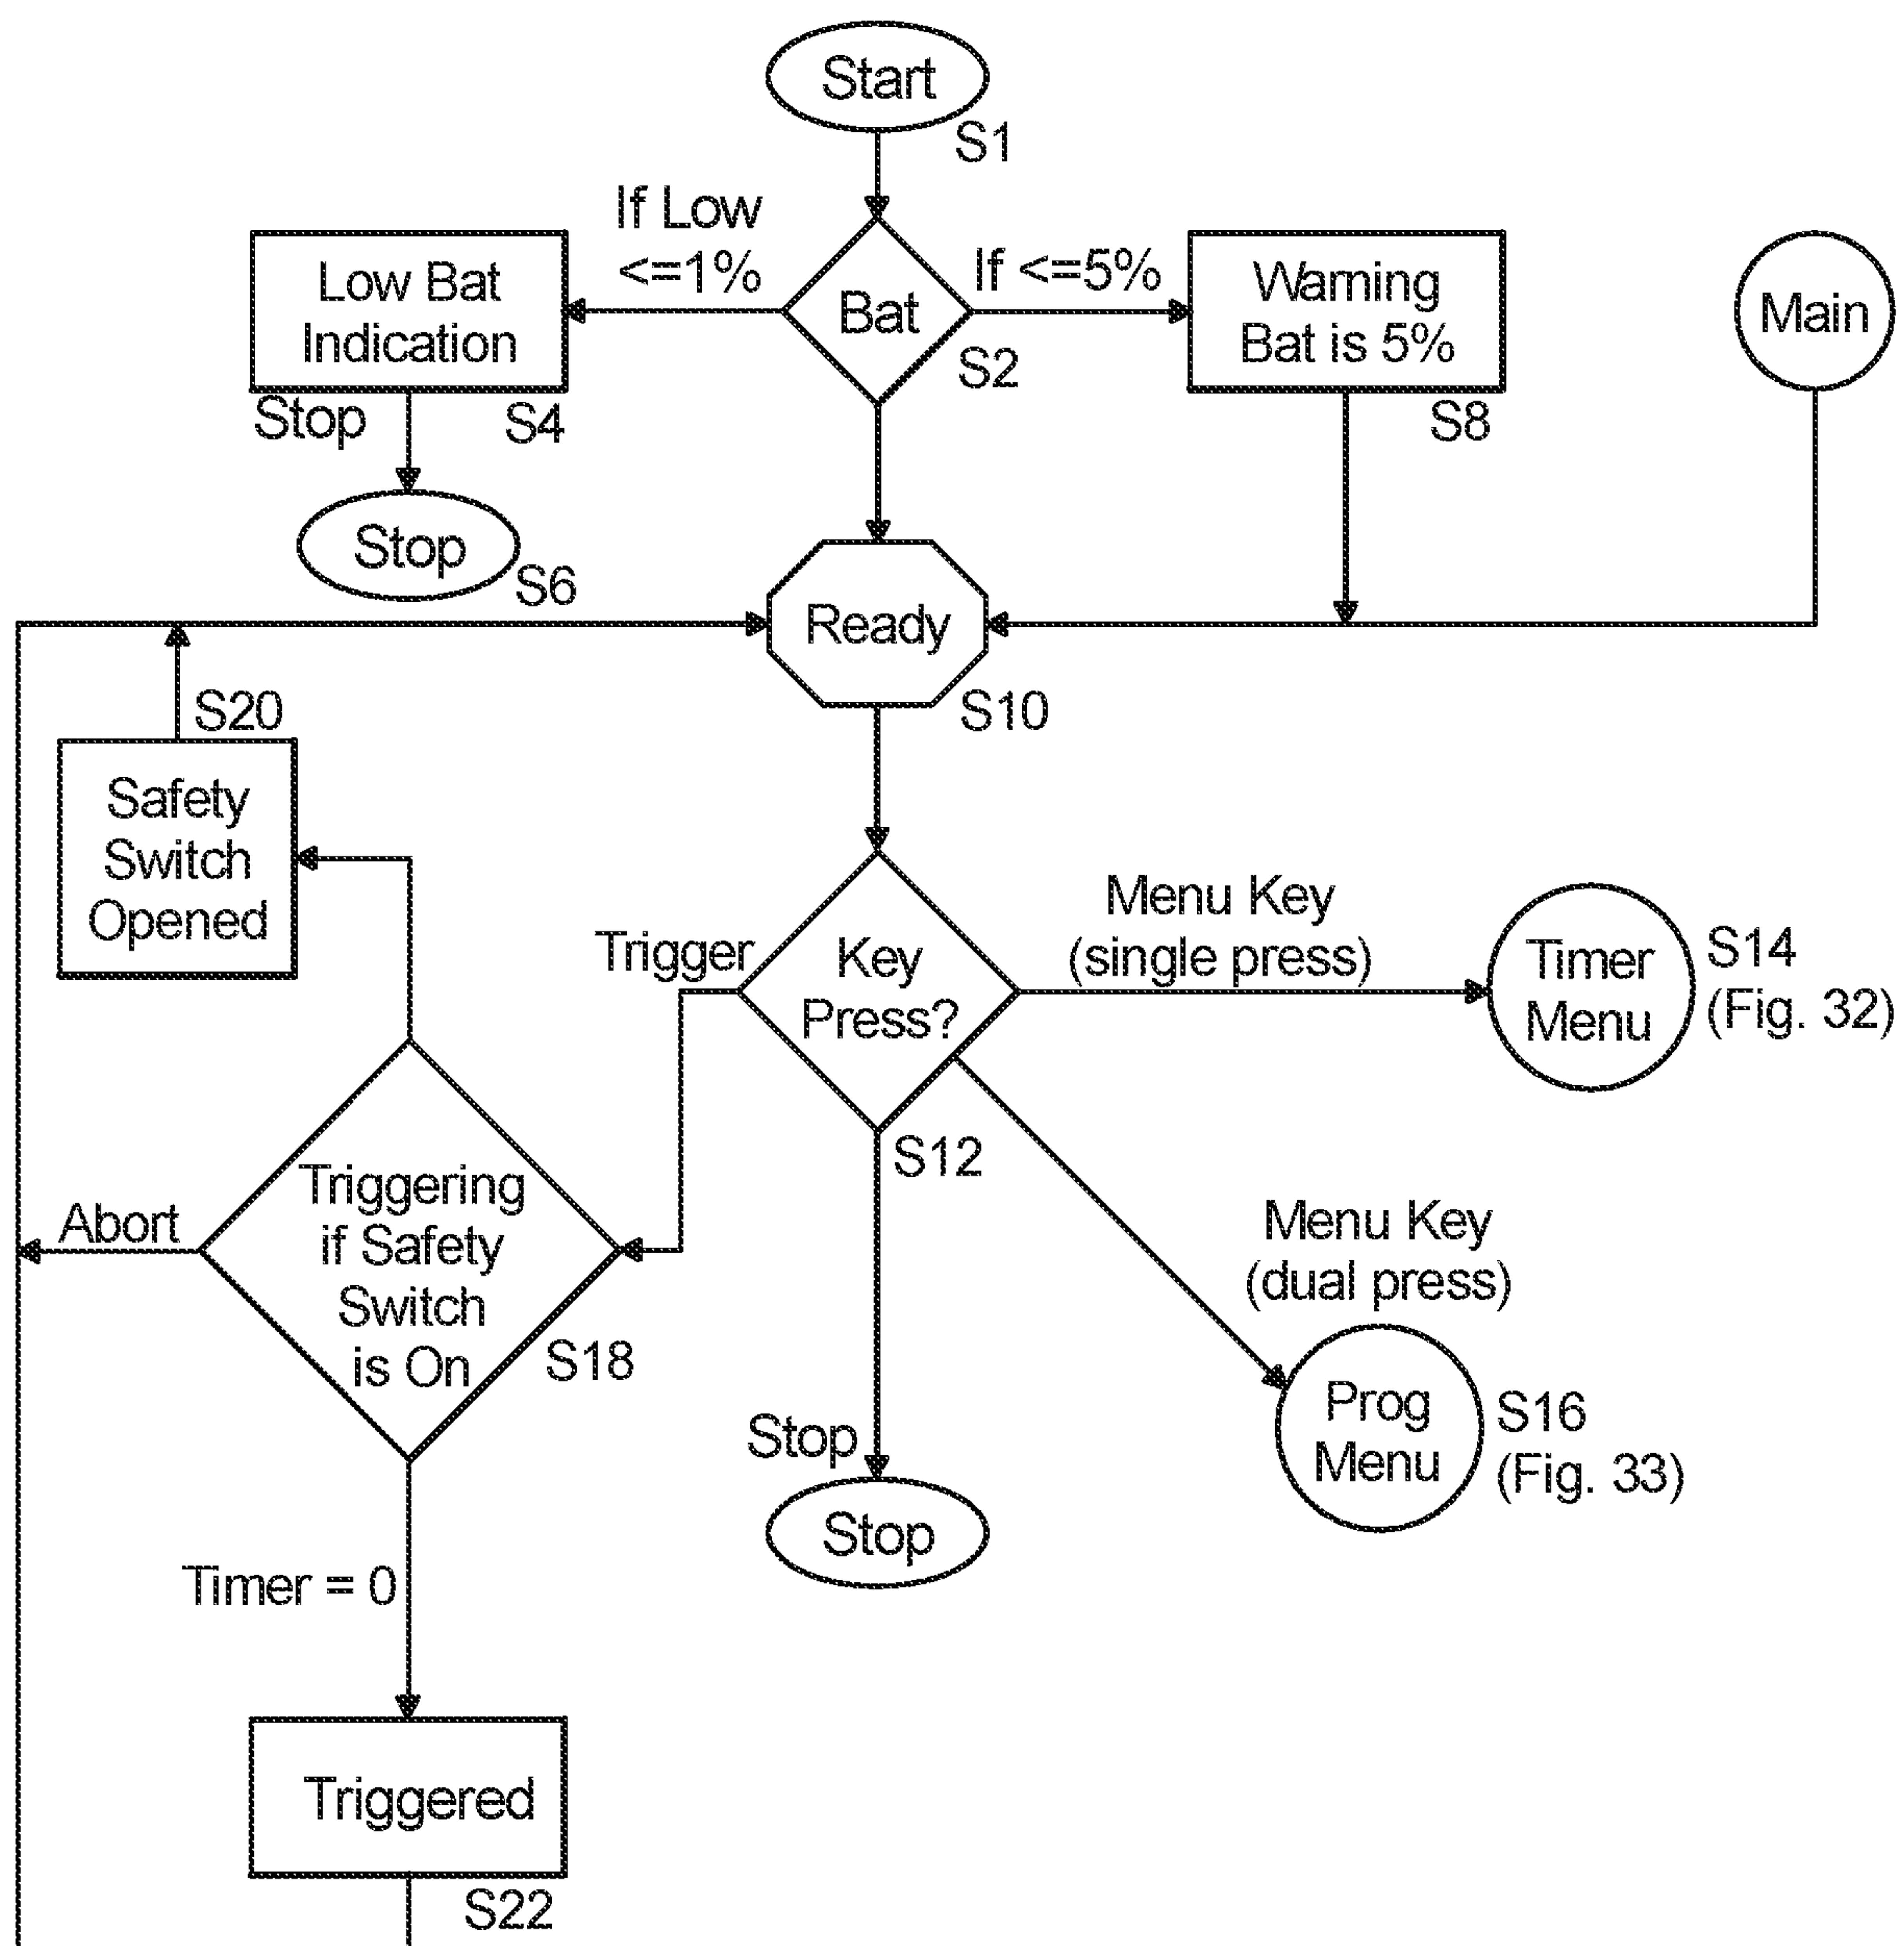 Start
S1
If Low
<=1%
Low Bat
Indication
Bat
If <=5%
Warning
Bat is 5%
Main
S2
Stop
S4
S8
Stop
S6
Ready
S20
S10
Safety
Switch
Opened
Trigger
Key
Press?
Menu Key
(single press)
Timer
Menu
S14
(Fig. 32)
S12
Abort
Triggering
if Safety
Switch
is On
S18
Menu Key
(dual press)
Prog
Menu
S16
(Fig. 33)
Stop
Stop
Timer = 0
Triggered
S22